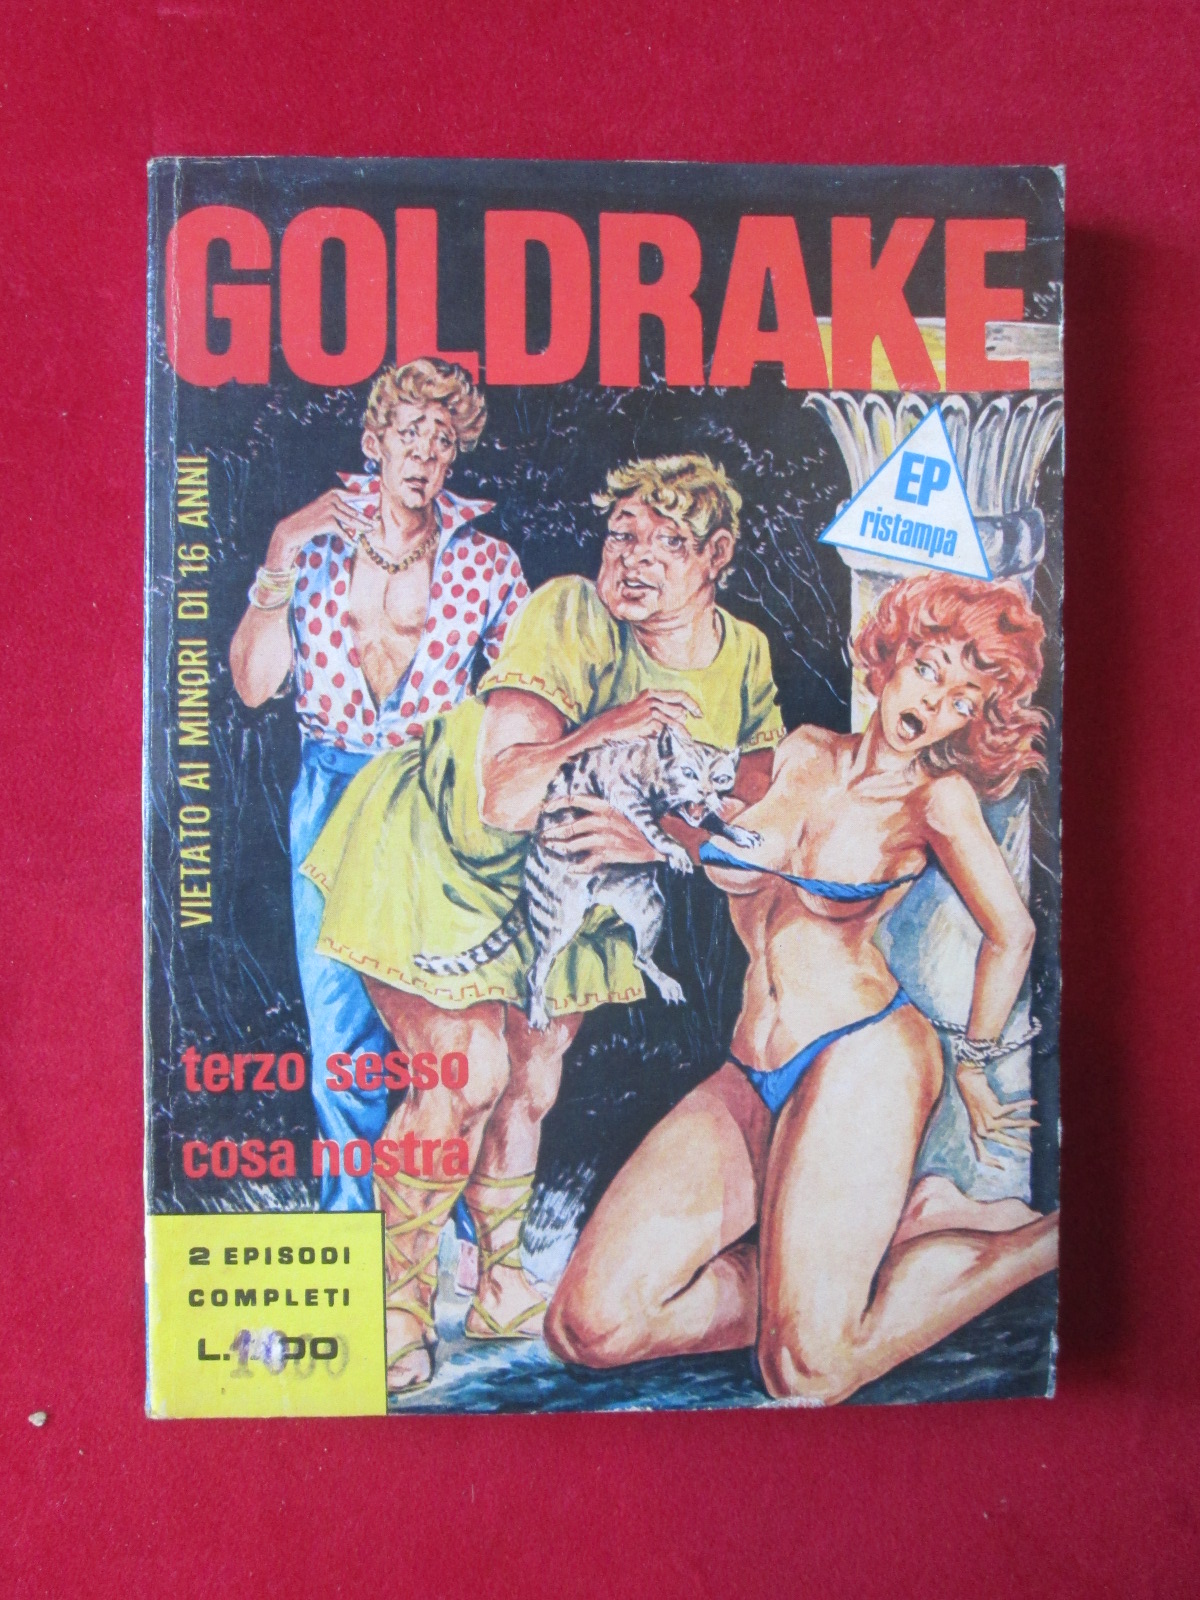 GOLDRAKE
EP
ristampa
VIETATO AI MINORI DI 16 ANNI
terzo sesso
cosa nostra
2 EPISODI
COMPLETI
L.